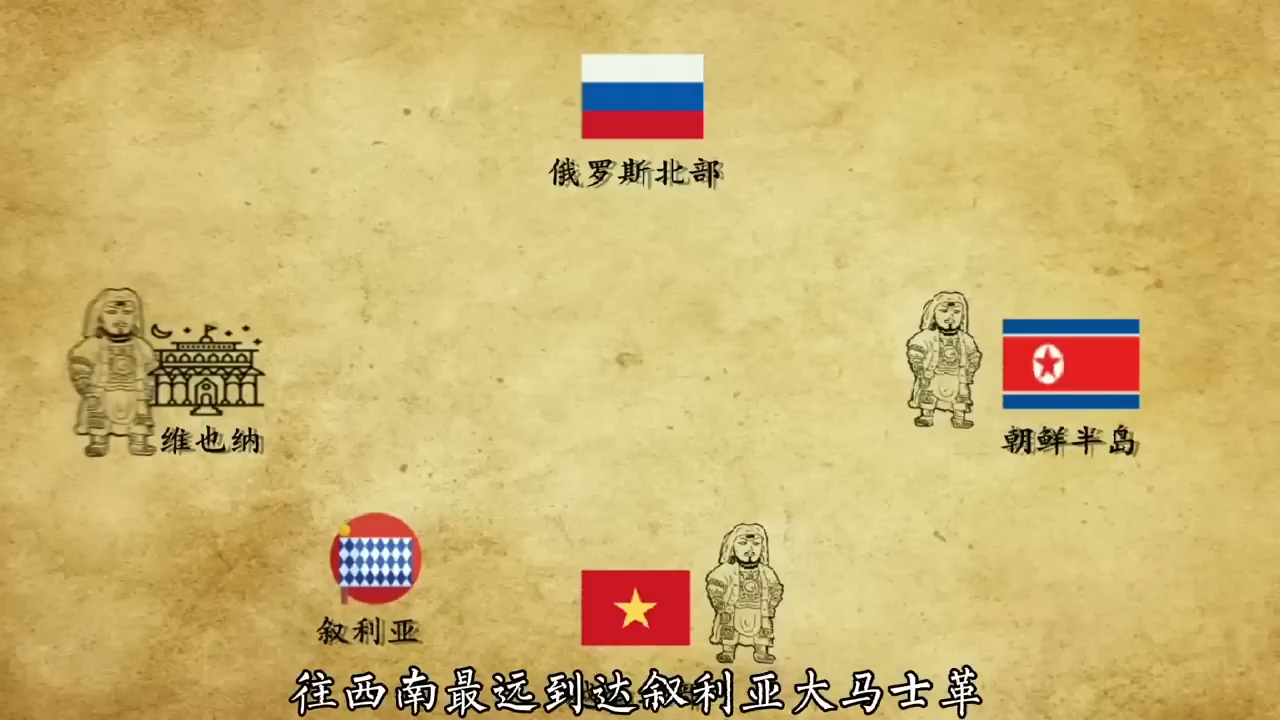 俄罗斯北部
维也纳
朝鲜半岛
叙利亚
往西南最远到达叙利亚大马士革